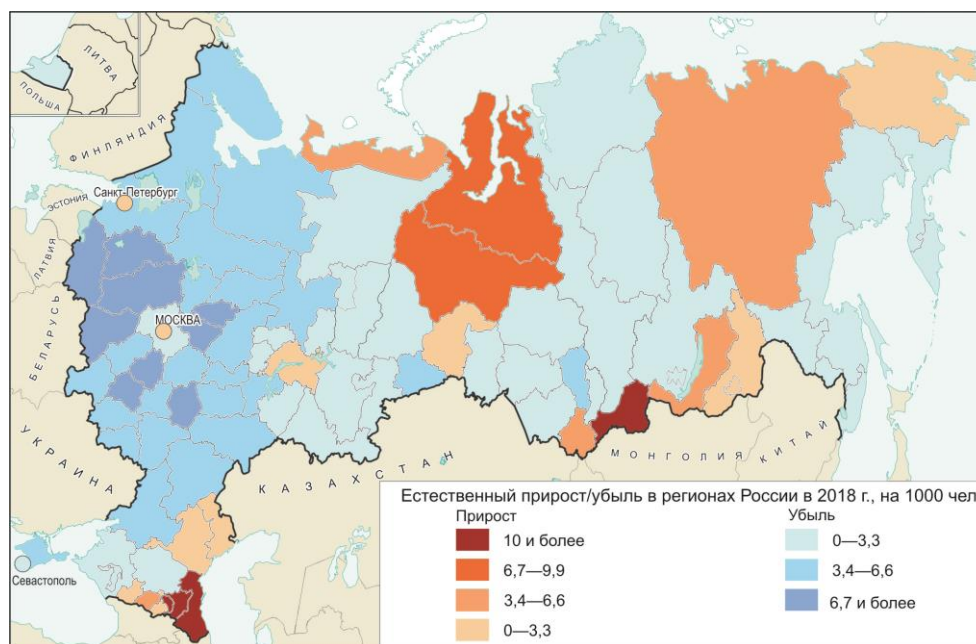 ЛИТВА
ПОЛЬША
ФИНЛЯНДИЯ
Санкт-Петербург
ЭСТОНИЯ
ЛАТВИЯ
БЕЛАРУСЬ
МОСКВА
УКРАИНА
КАЗАХСТАН
МОНГОЛИЯ
КИТАЙ
Севастополь
Естественный прирост/убыль в регионах России в 2018 г., на 1000 чел
Прирост
10 и более
6,7—9,9
3,4—6,6
0—3,3
Убыль
0—3,3
3,4—6,6
6,7 и более